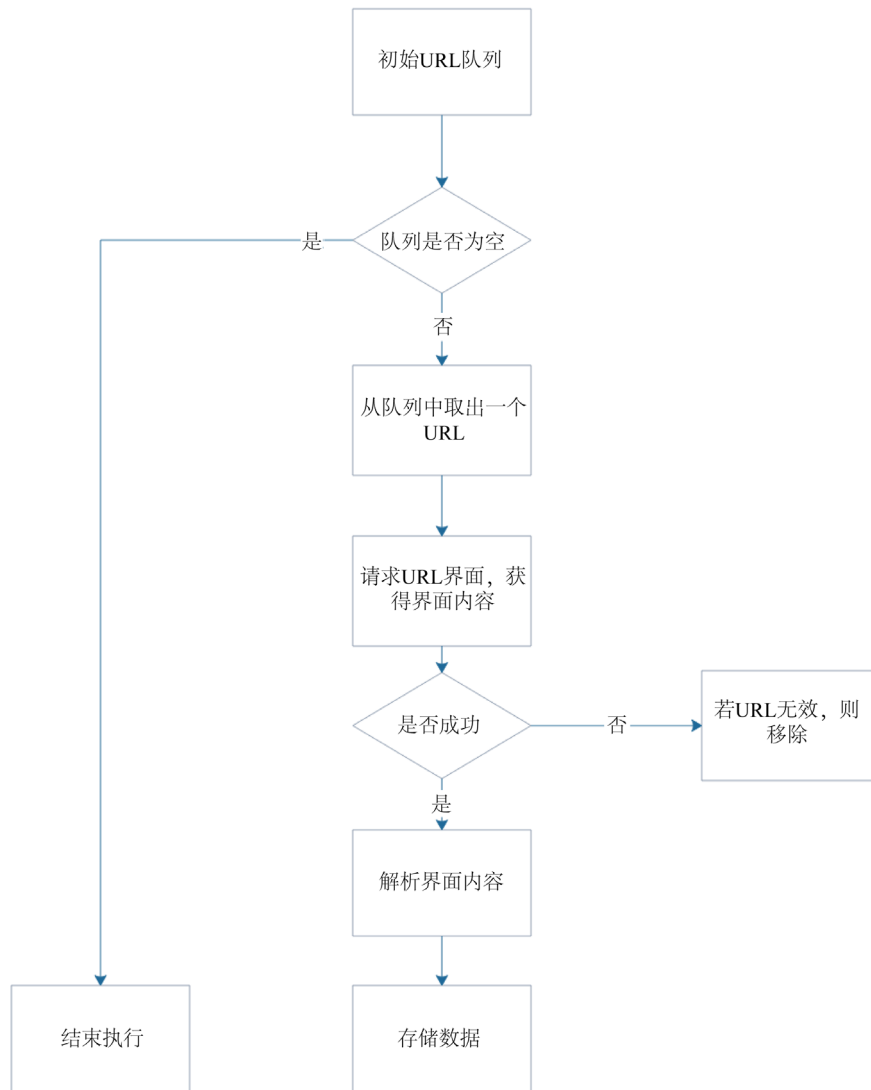 初始URL队列
队列是否为空
是
否
从队列中取出一个
URL
请求URL界面，获
得界面内容
是否成功
否
若URL无效，则
移除
是
解析界面内容
结束执行
存储数据